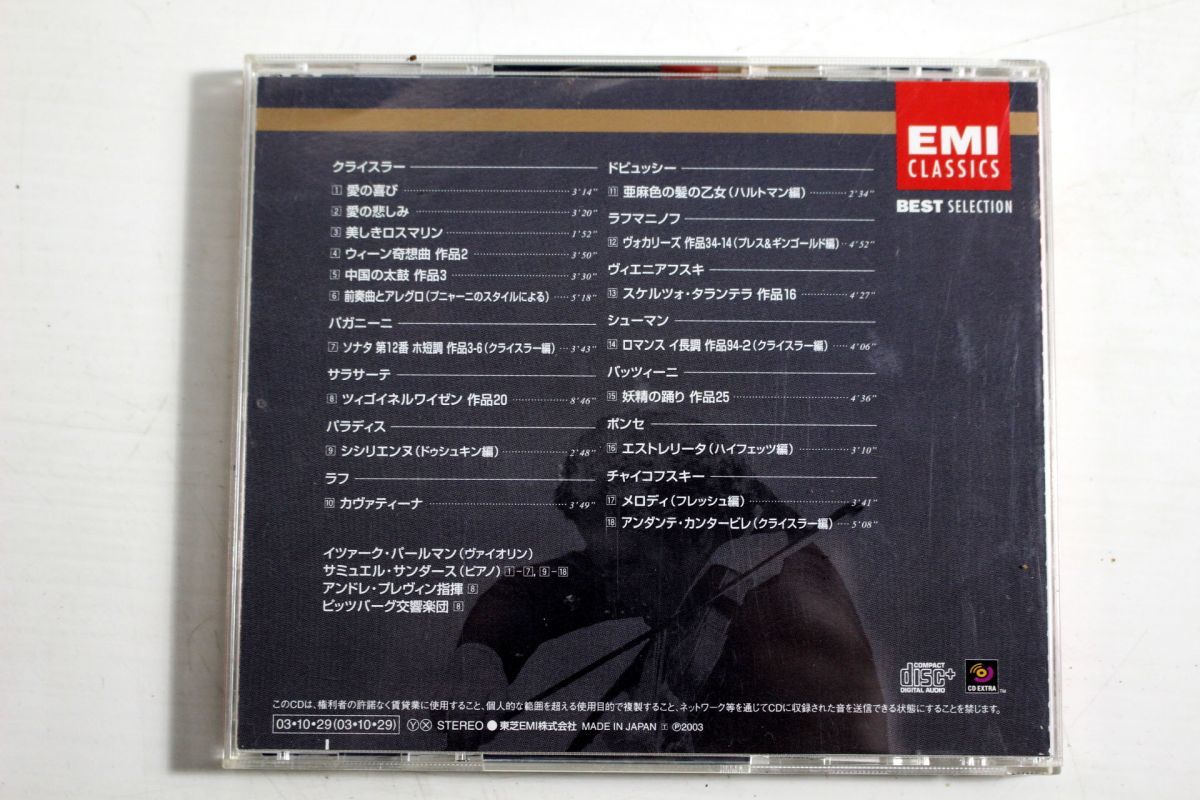 クライスラー
1 愛の喜び 3'14"
2 愛の悲しみ 3'20"
3 美しきロスマリン 1'52"
4 ウィーン奇想曲 作品2 3'50"
5 中国の太鼓 作品3 3'30"
6 前奏曲とアレグロ(プニャーニのスタイルによる) 5'18"
パガニーニ
7 ソナタ 第12番 ホ短調 作品3-6(クライスラー編) 3'43"
サラサーテ
8 ツィゴイネルワイゼン 作品20 8'46"
パラディス
9 シシリエンヌ(ドゥシュキン編) 2'48"
ラフ
10 カヴァティーナ 3'49"
ドビュッシー
11 亜麻色の髪の乙女(ハルトマン編) 2'34"
ラフマニノフ
12 ヴォカリーズ 作品34-14(プレス&ギンゴールド編) 4'52"
ヴィエニアフスキ
13 スケルツォ・タランテラ 作品16 4'27"
シューマン
14 ロマンス イ長調 作品94-2(クライスラー編) 4'06"
バッツィーニ
15 妖精の踊り 作品25 4'36"
ポンセ
16 エストレリータ(ハイフェッツ編) 3'10"
チャイコフスキー
17 メロディ(フレッシュ編) 3'41"
18 アンダンテ・カンタービレ(クライスラー編) 5'08"
イツァーク・パールマン(ヴァイオリン)
サミュエル・サンダース(ピアノ) 1-7, 9-18
アンドレ・プレヴィン指揮 8
ピッツバーグ交響楽団 8
EMI
CLASSICS
BEST SELECTION
COMPACT
disc+
DIGITAL AUDIO
CD EXTRA TM
このCDは、権利者の許諾なく賃貸業に使用すること、個人的な範囲を超える使用目的で複製すること、ネットワーク等を通じてCDに収録された音を送信できる状態にすることを禁じます。
03•10•29(03•10•29) Ⓨ Ⓧ STEREO ●東芝EMI株式会社 MADE IN JAPAN T ℗2003